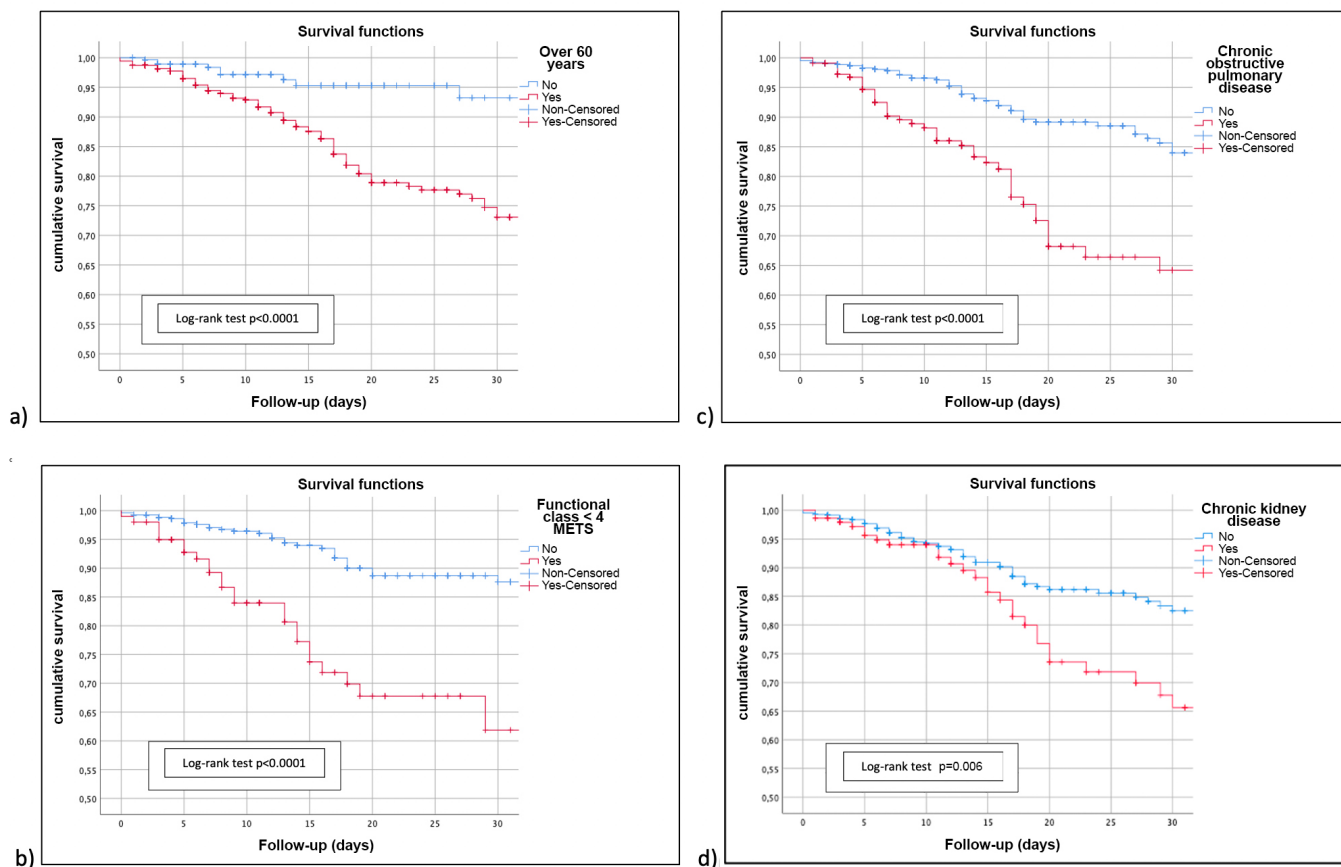 Survival functions
Over 60
years
No
Yes
Non-Censored
Yes-Censored
cumulative survival
1,00
0,95
0,90
0,85
0,80
0,75
0,70
0,65
0,60
0,55
0,50
Log-rank test p<0.0001
0 5 10 15 20 25 30
Follow-up (days)
a)
Survival functions
Chronic
obstructive
pulmonary
disease
No
Yes
Non-Censored
Yes-Censored
cumulative survival
1,00
0,95
0,90
0,85
0,80
0,75
0,70
0,65
0,60
0,55
0,50
Log-rank test p<0.0001
0 5 10 15 20 25 30
Follow-up (days)
c)
Survival functions
Functional
class < 4
METS
No
Yes
Non-Censored
Yes-Censored
cumulative survival
1,00
0,95
0,90
0,85
0,80
0,75
0,70
0,65
0,60
0,55
0,50
Log-rank test p<0.0001
0 5 10 15 20 25 30
Follow-up (days)
b)
Survival functions
Chronic kidney
disease
No
Yes
Non-Censored
Yes-Censored
cumulative survival
1,00
0,95
0,90
0,85
0,80
0,75
0,70
0,65
0,60
0,55
0,50
Log-rank test p=0.006
0 5 10 15 20 25 30
Follow-up (days)
d)